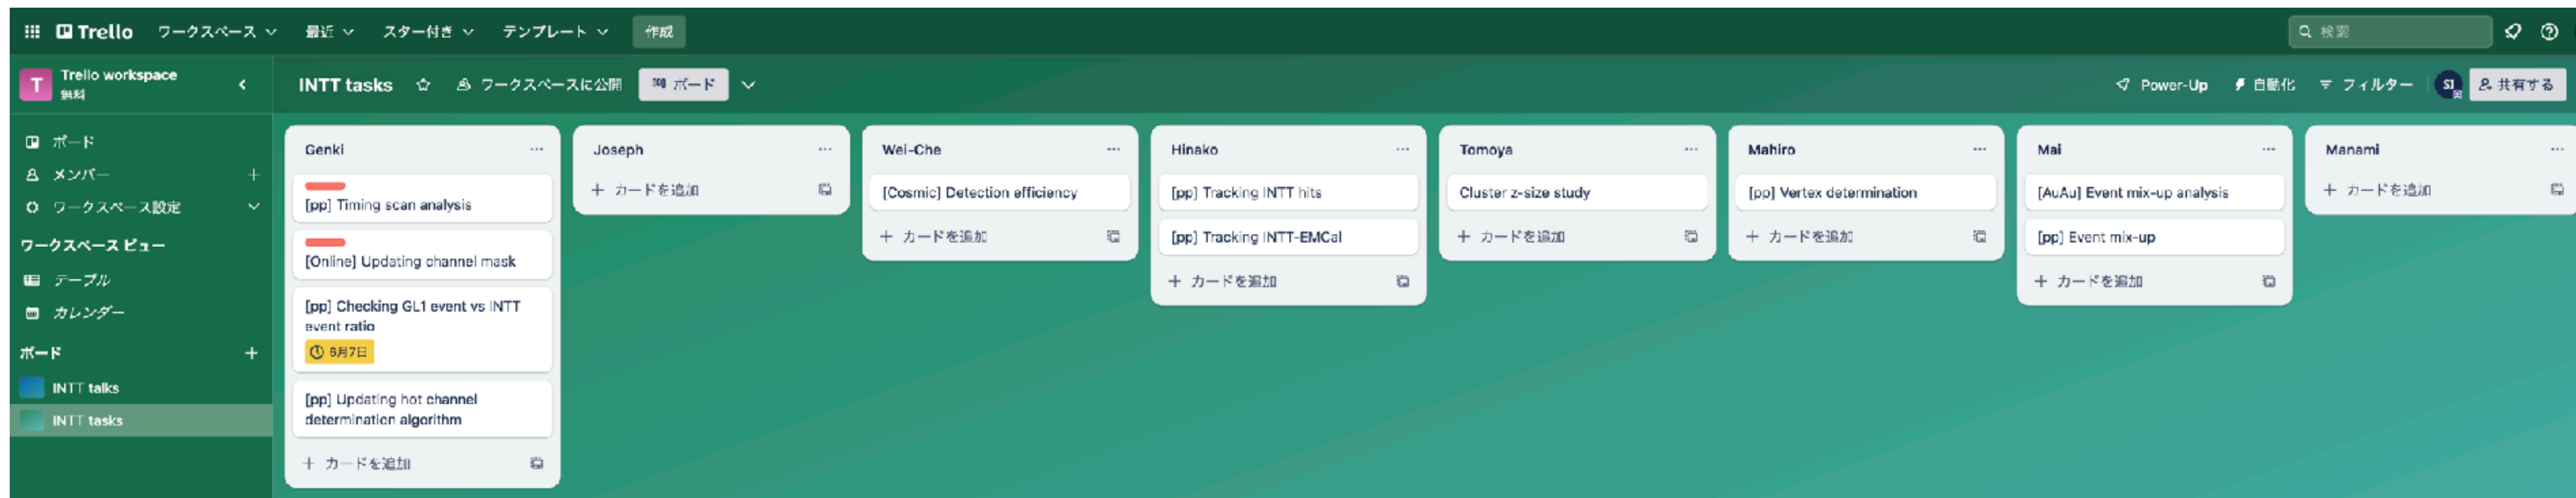 Trello ワークスペース 最近 スター付き テンプレート 作成 検索
T Trello workspace
無料
INTT tasks ワークスペースに公開 ボード Power-Up 自動化 フィルター SI 共有する
ボード
メンバー
ワークスペース設定
ワークスペース ビュー
テーブル
カレンダー
ボード
INTT talks
INTT tasks
Genki
[pp] Timing scan analysis
[Online] Updating channel mask
[pp] Checking GL1 event vs INTT
event ratio
6月7日
[pp] Updating hot channel
determination algorithm
+ カードを追加
Joseph
+ カードを追加
Wei-Che
[Cosmic] Detection efficiency
+ カードを追加
Hinako
[pp] Tracking INTT hits
[pp] Tracking INTT-EMCal
+ カードを追加
Tomoya
Cluster z-size study
+ カードを追加
Mahiro
[pp] Vertex determination
+ カードを追加
Mai
[AuAu] Event mix-up analysis
[pp] Event mix-up
+ カードを追加
Manami
+ カードを追加